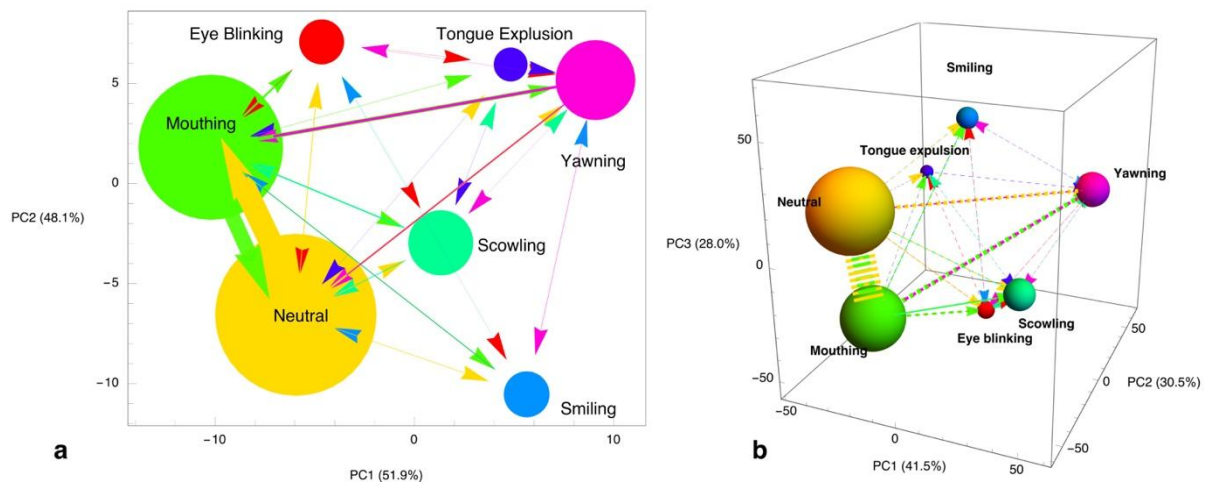 Eye Blinking
Tongue Explusion
Mouthing
Yawning
Scowling
Neutral
Smiling
5
0
−5
−10
PC2 (48.1%)
−10
0
10
PC1 (51.9%)
a
Smiling
Tongue expulsion
Yawning
Neutral
Scowling
Eye blinking
Mouthing
50
0
−50
PC3 (28.0%)
−50
0
50
PC1 (41.5%)
50
0
−50
PC2 (30.5%)
b